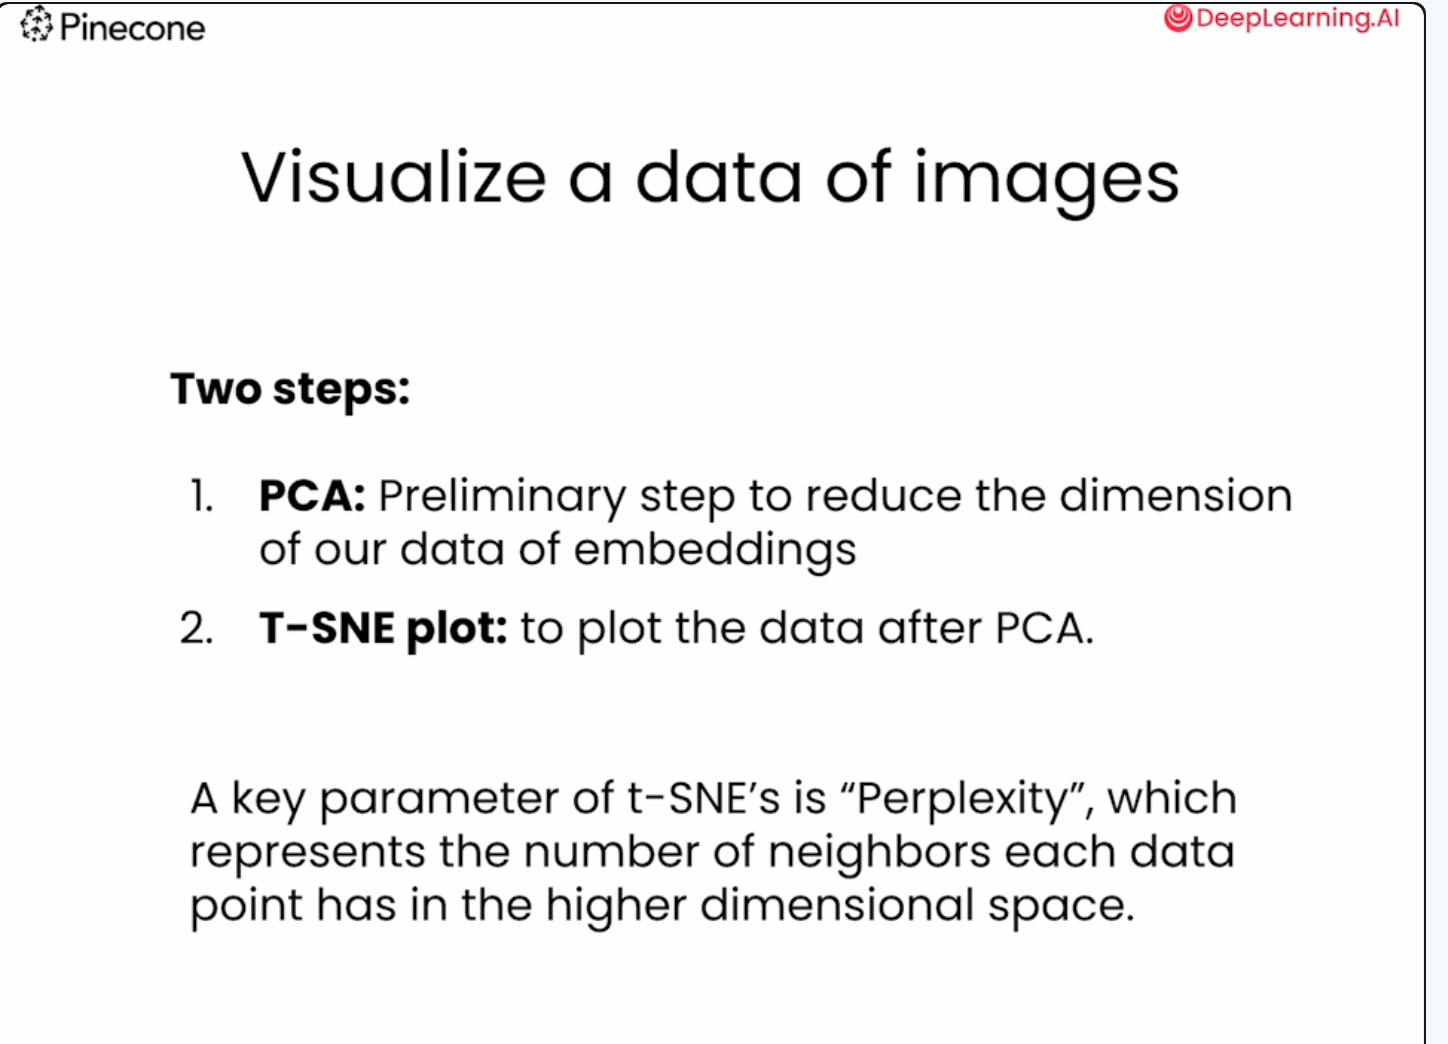 Pinecone
DeepLearning.AI
Visualize a data of images
Two steps:
1. PCA: Preliminary step to reduce the dimension
of our data of embeddings
2. T-SNE plot: to plot the data after PCA.
A key parameter of t-SNE’s is “Perplexity”, which
represents the number of neighbors each data
point has in the higher dimensional space.